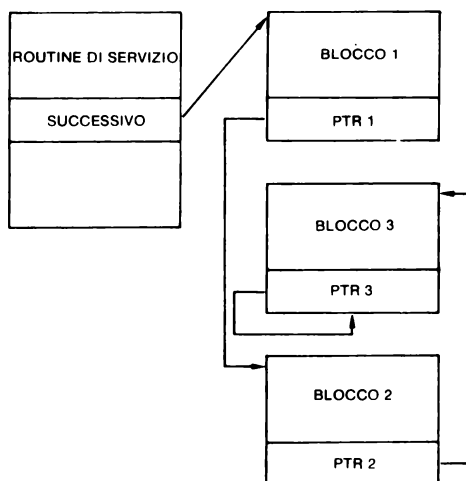 ROUTINE DI SERVIZIO
SUCCESSIVO
BLOCCO 1
PTR 1
BLOCCO 3
PTR 3
BLOCCO 2
PTR 2